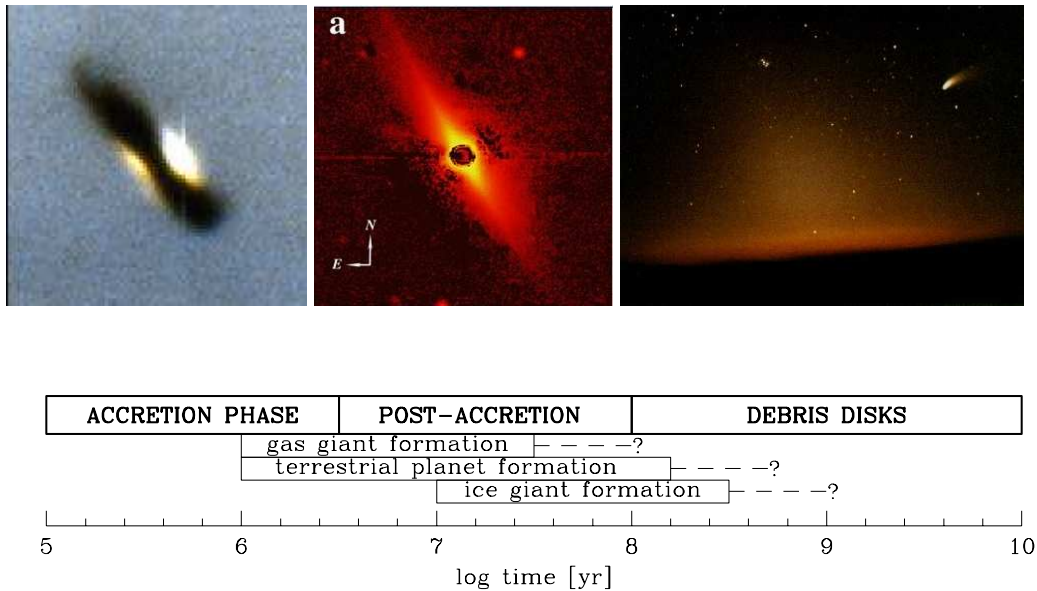 a
N
E
ACCRETION PHASE POST-ACCRETION DEBRIS DISKS
gas giant formation ?
terrestrial planet formation ?
ice giant formation ?
5 6 7 8 9 10
log time [yr]